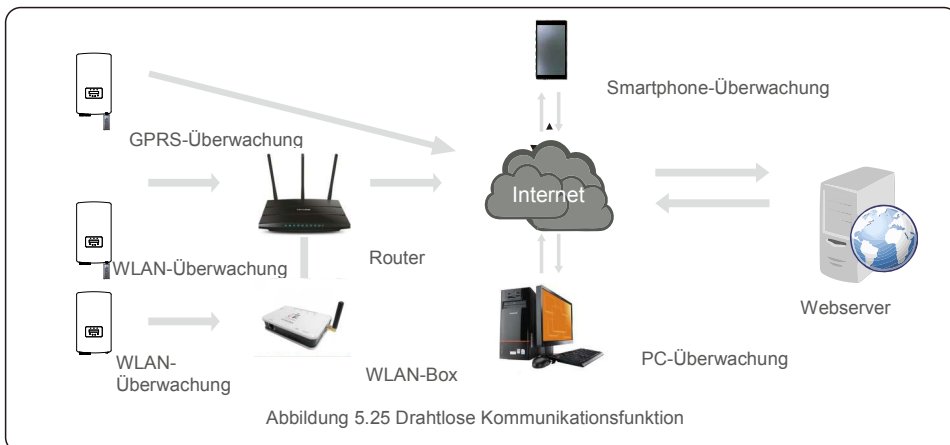 Smartphone-Überwachung
GPRS-Überwachung
Internet
WLAN-Überwachung
Router
Webserver
WLAN-
Überwachung
WLAN-Box
PC-Überwachung
Abbildung 5.25 Drahtlose Kommunikationsfunktion